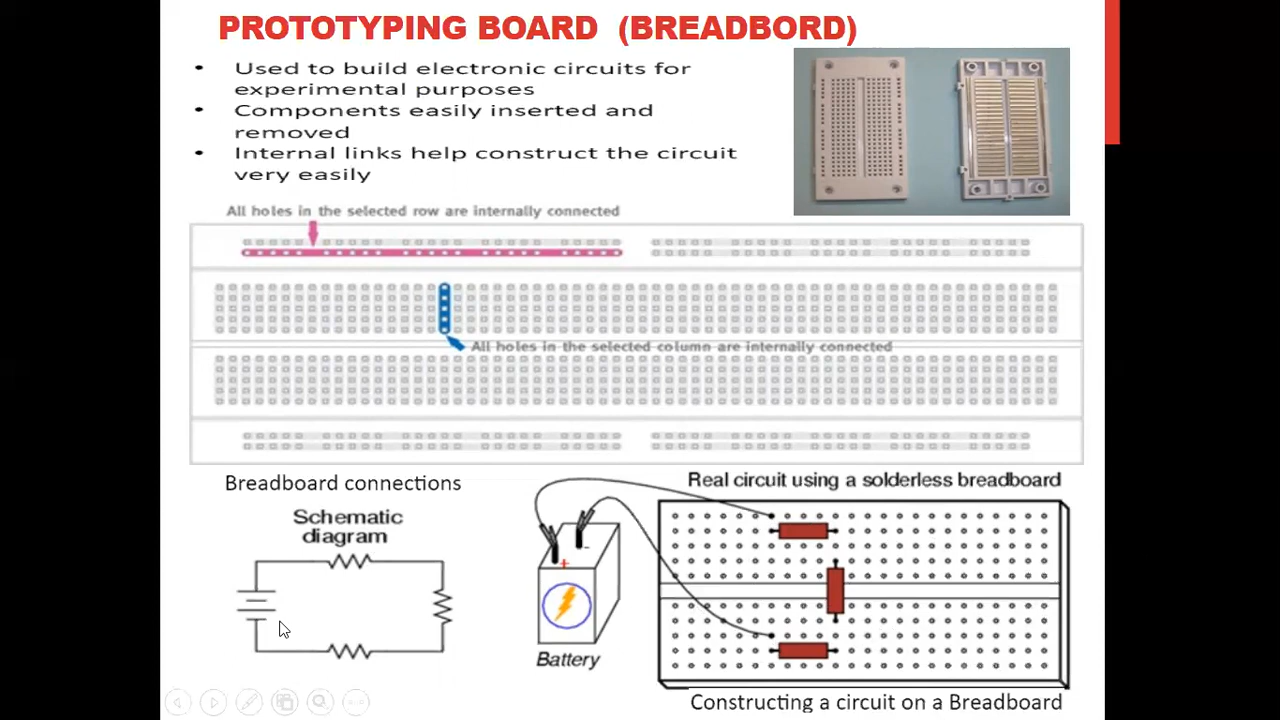 PROTOTYPING BOARD (BREADBORD)
• Used to build electronic circuits for
experimental purposes
• Components easily inserted and
removed
• Internal links help construct the circuit
very easily
All holes in the selected row are internally connected
All holes in the selected column are internally connected
Breadboard connections
Schematic
diagram
+
-
Battery
Real circuit using a solderless breadboard
Constructing a circuit on a Breadboard